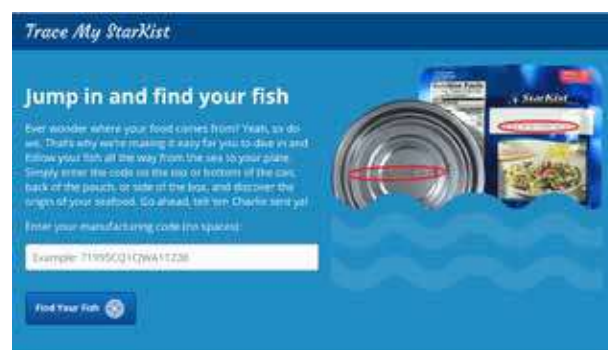 Trace My StarKist
Jump in and find your fish
Ever wonder where your food comes from? Yeah, so do
we. That's why we're making it easy for you to dive in and
follow your fish all the way from the sea to your plate.
Simply enter the code on the top or bottom of the can,
back of the pouch, or side of the box, and discover the
origin of your seafood. Go ahead, tell 'em Charlie sent ya!
Enter your manufacturing code (no spaces):
Example:
Find Your Fish
Nutrition Facts
StarKist